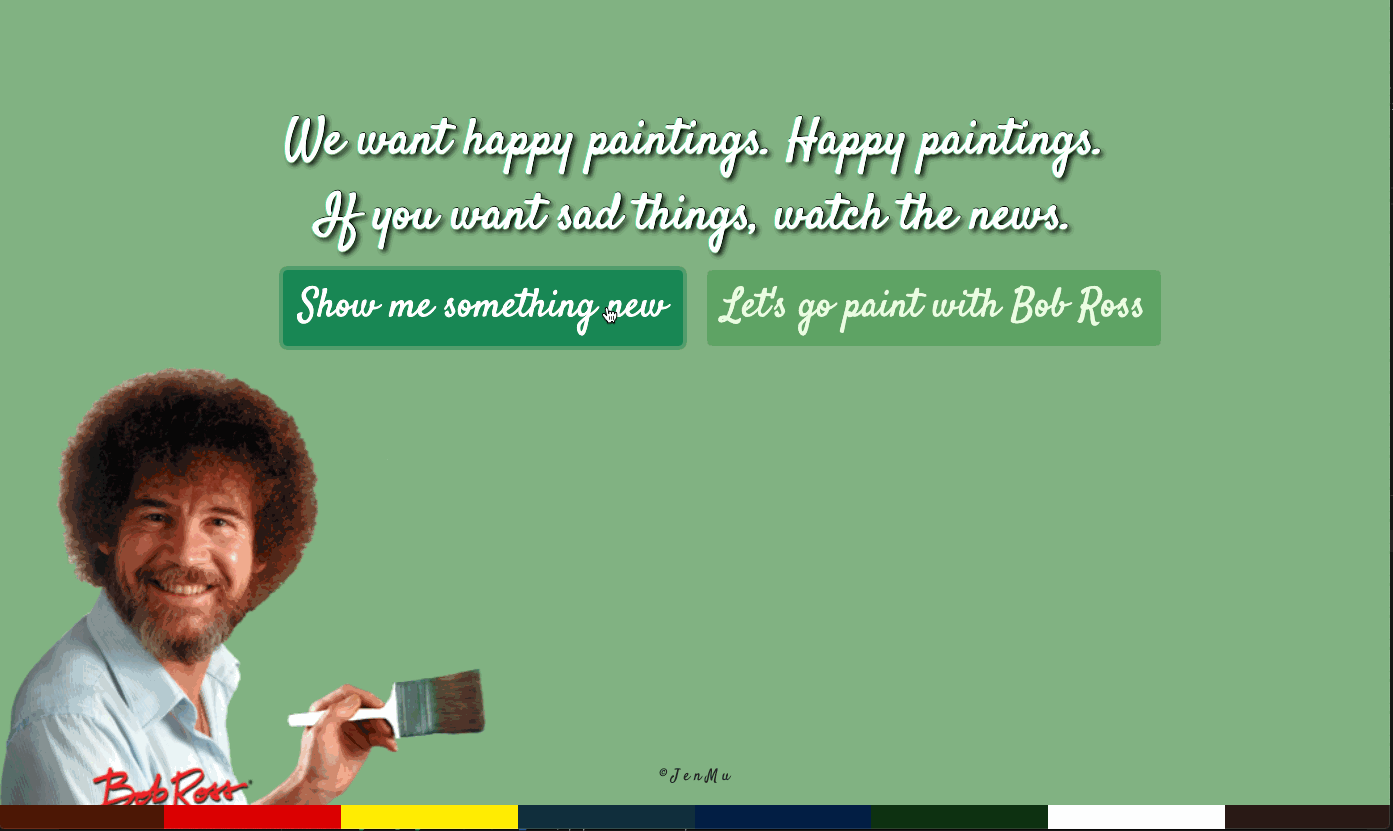 We want happy paintings. Happy paintings.
If you want sad things, watch the news.
Show me something new
Let's go paint with Bob Ross
Bob Ross
©JenMu